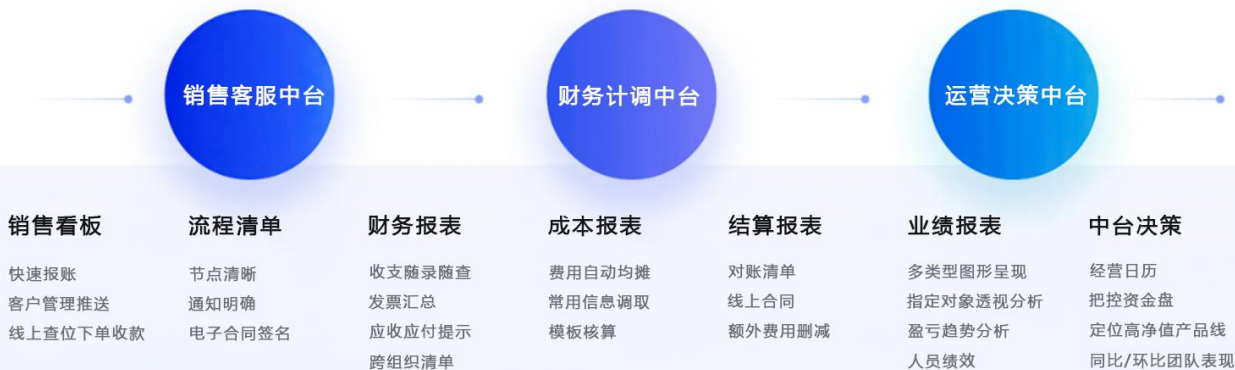 销售客服中台
财务计调中台
运营决策中台
销售看板
快速报账
客户管理推送
线上查位下单收款
流程清单
节点清晰
通知明确
电子合同签名
财务报表
收支随录随查
发票汇总
应收应付提示
跨组织清单
成本报表
费用自动均摊
常用信息调取
模板核算
结算报表
对账清单
线上合同
额外费用删减
业绩报表
多类型图形呈现
指定对象透视分析
盈亏趋势分析
人员绩效
中台决策
经营日历
把控资金盘
定位高净值产品线
同比/环比团队表现